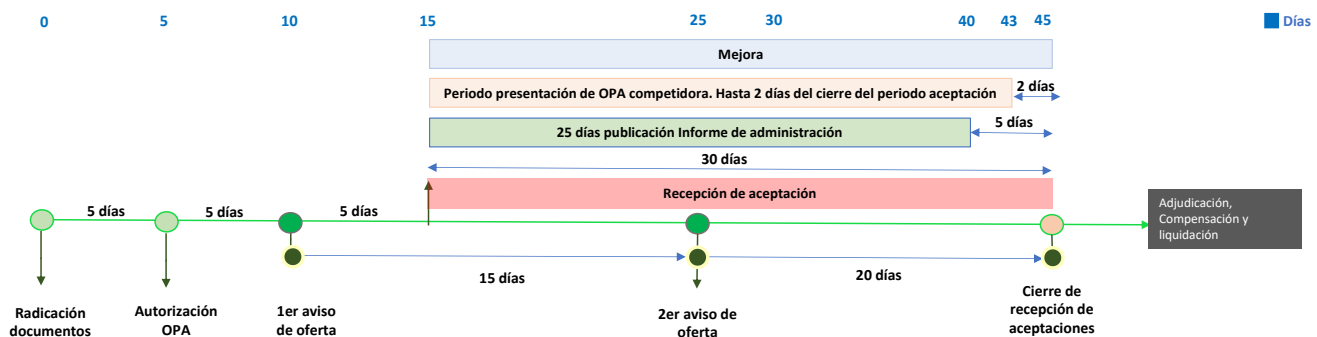 0 5 10 15 25 30 40 43 45 Días
Mejora
Periodo presentación de OPA competidora. Hasta 2 días del cierre del periodo aceptación
2 días
25 días publicación Informe de administración
5 días
30 días
Recepción de aceptación
5 días 5 días 5 días
Adjudicación,
Compensación y
liquidación
15 días 20 días
Radicación
documentos
Autorización
OPA
1er aviso
de oferta
2er aviso de
oferta
Cierre de
recepción de
aceptaciones